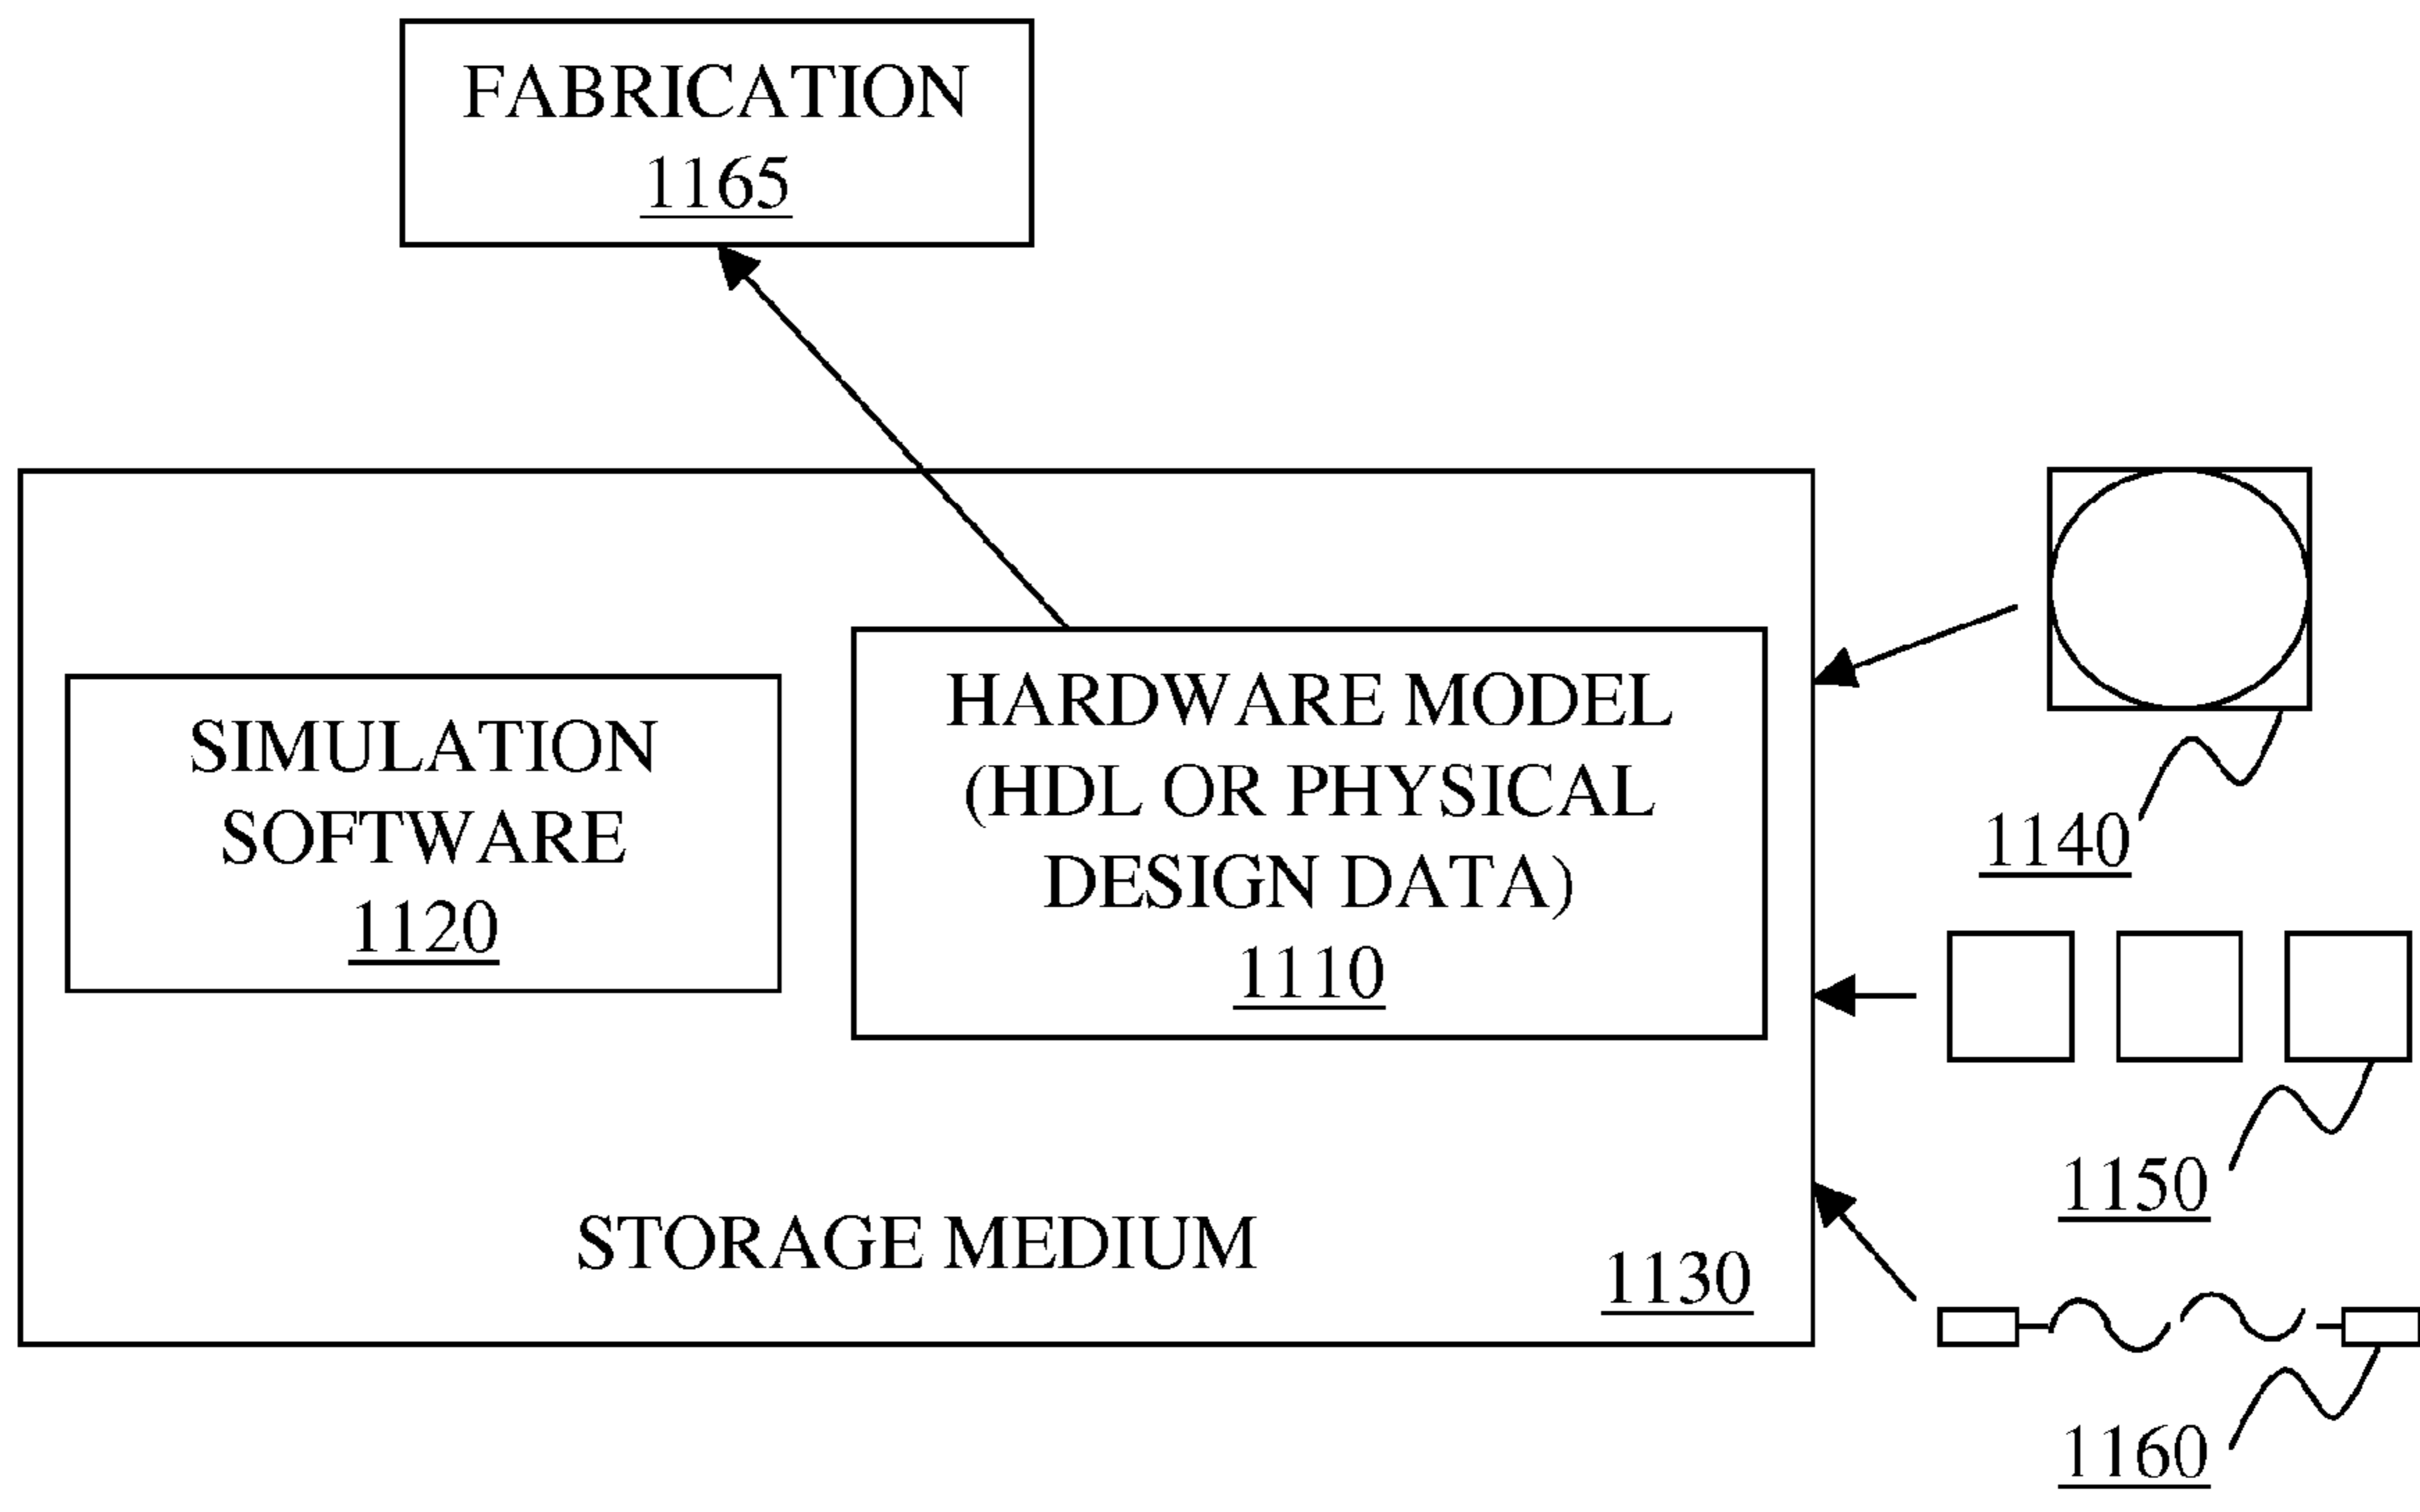 FABRICATION
1165
SIMULATION
SOFTWARE
1120
HARDWARE MODEL
(HDL OR PHYSICAL
DESIGN DATA)
1110
STORAGE MEDIUM
1130
1140
1150
1160